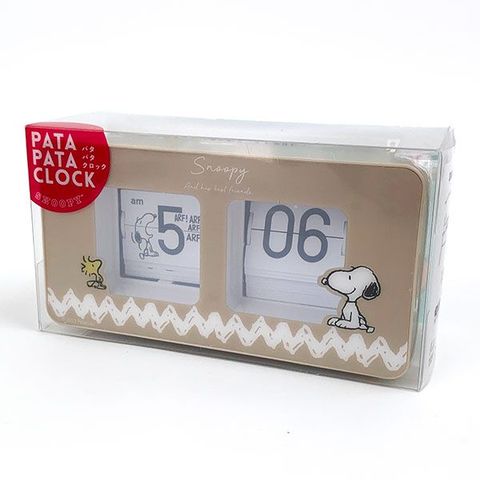 PATA
PATA
CLOCK
パタ
パタ
クロック
SNOOPY
Snoopy
And his best friends
am
5
ARF! ARF
ARF
ARF
06